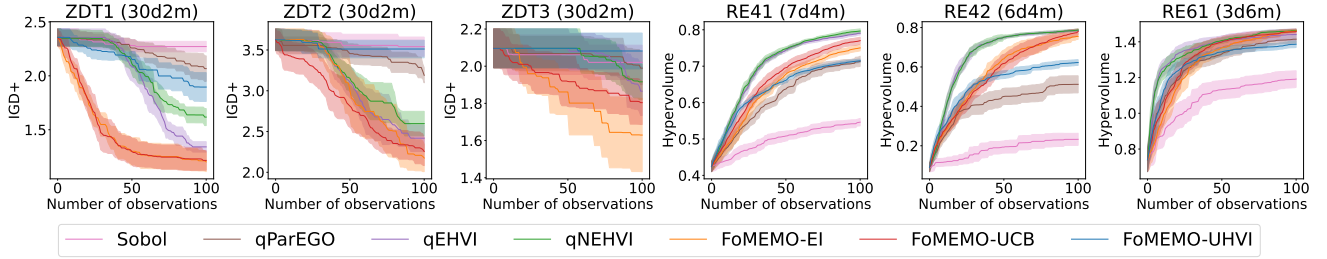 ZDT1 (30d2m)
IGD+
2.5
2.0
1.5
0 50 100
Number of observations
ZDT2 (30d2m)
IGD+
3.5
3.0
2.5
2.0
0 50 100
Number of observations
ZDT3 (30d2m)
IGD+
2.2
2.0
1.8
1.6
1.4
0 50 100
Number of observations
RE41 (7d4m)
Hypervolume
0.8
0.7
0.6
0.5
0.4
0 50 100
Number of observations
RE42 (6d4m)
Hypervolume
0.8
0.6
0.4
0.2
0 50 100
Number of observations
RE61 (3d6m)
Hypervolume
1.4
1.2
1.0
0.8
0 50 100
Number of observations
Sobol qParEGO qEHVI qNEHVI FoMEMO-EI FoMEMO-UCB FoMEMO-UHVI